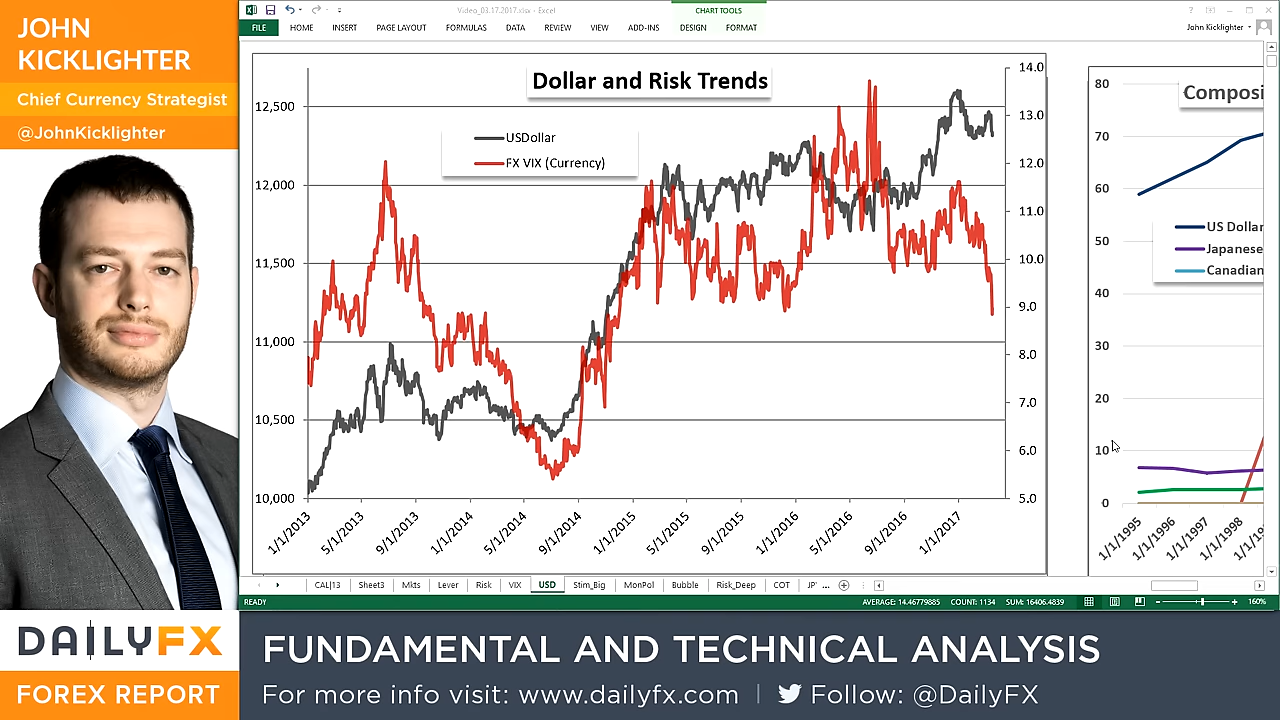 JOHN
KICKLIGHTER
Chief Currency Strategist
@JohnKicklighter
Video_03.17.2017.xlsx - Excel
CHART TOOLS
FILE HOME INSERT PAGE LAYOUT FORMULAS DATA REVIEW VIEW ADD-INS DESIGN FORMAT
John Kicklighter
Dollar and Risk Trends
USDollar
FX VIX (Currency)
12,500
12,000
11,500
11,000
10,500
10,000
14.0
13.0
12.0
11.0
10.0
9.0
8.0
7.0
6.0
5.0
1/1/2013 5/1/2013 9/1/2013 1/1/2014 5/1/2014 9/1/2014 1/1/2015 5/1/2015 9/1/2015 1/1/2016 5/1/2016 9/1/2016 1/1/2017
Composi
80
70
60
50
40
30
20
10
0
US Dollar
Japanese
Canadian
1/1/1995 1/1/1996 1/1/1997 1/1/1998
CAL|13 Sheet3 Mkts Lever Risk VIX USD Stim_Big MonPol Bubble Risk_Deep COT JP' ...
READY
AVERAGE: 14.46779885 COUNT: 1134 SUM: 16406.4839
160%
DAILYFX
FOREX REPORT
FUNDAMENTAL AND TECHNICAL ANALYSIS
For more info visit: www.dailyfx.com | Follow: @DailyFX